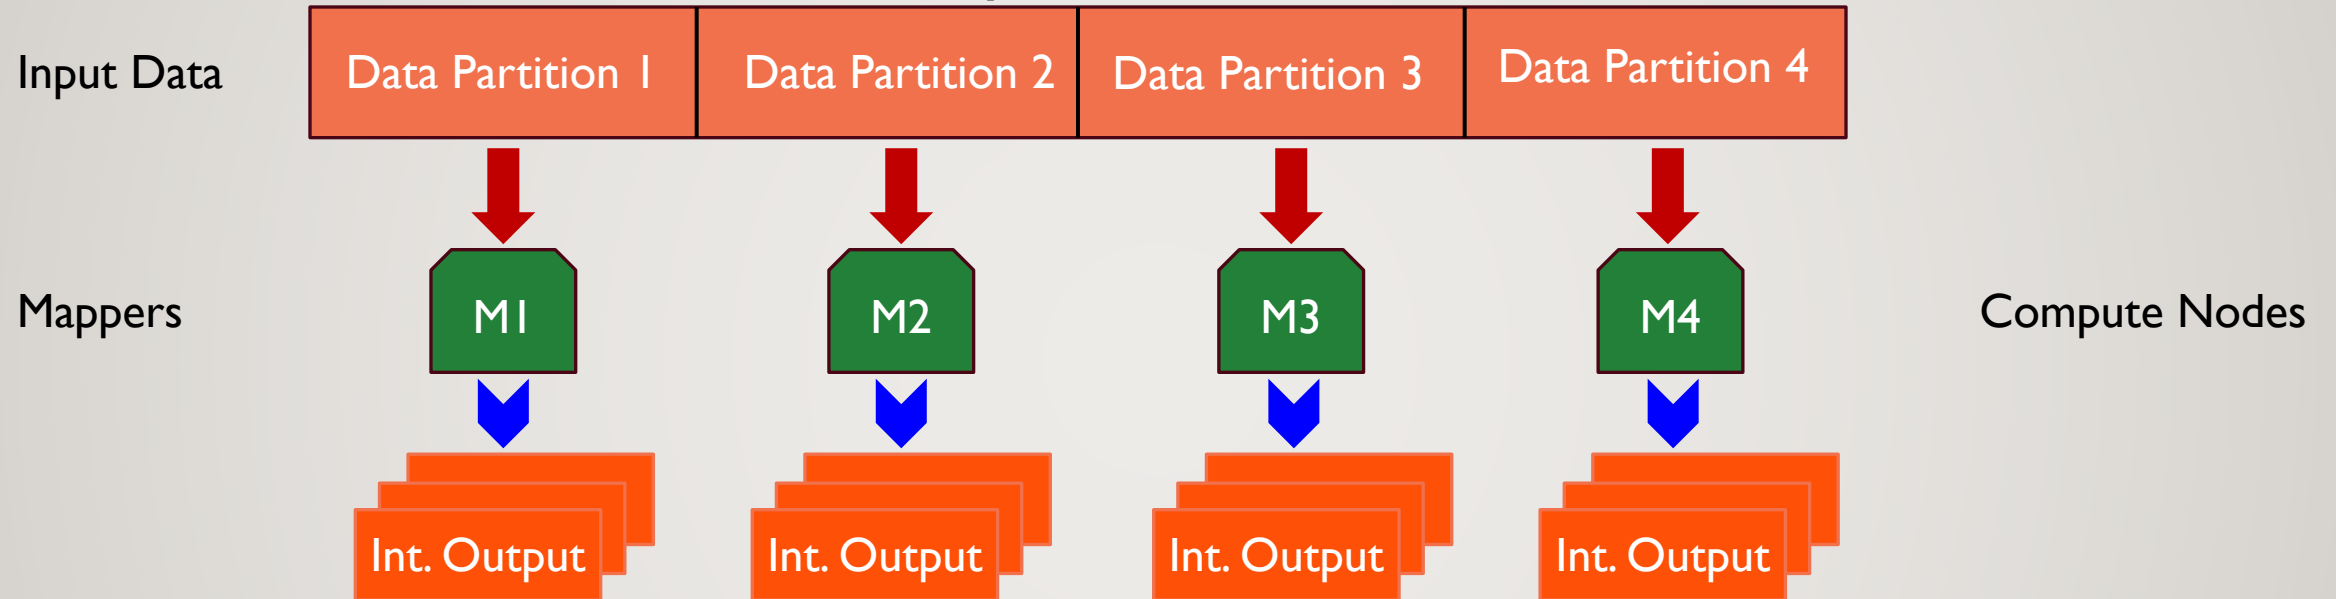 Input Data
Data Partition 1
Data Partition 2
Data Partition 3
Data Partition 4
Mappers
M1
M2
M3
M4
Compute Nodes
Int. Output
Int. Output
Int. Output
Int. Output